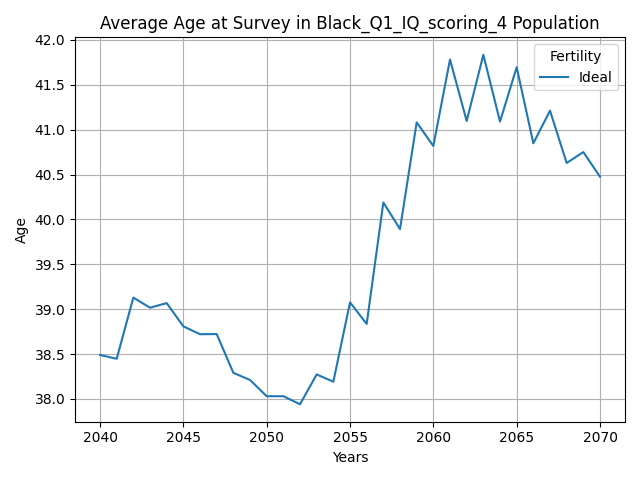 Average Age at Survey in Black_Q1_IQ_scoring_4 Population
42.0
41.5
41.0
40.5
40.0
39.5
39.0
38.5
38.0
Age
Fertility
Ideal
2040 2045 2050 2055 2060 2065 2070
Years